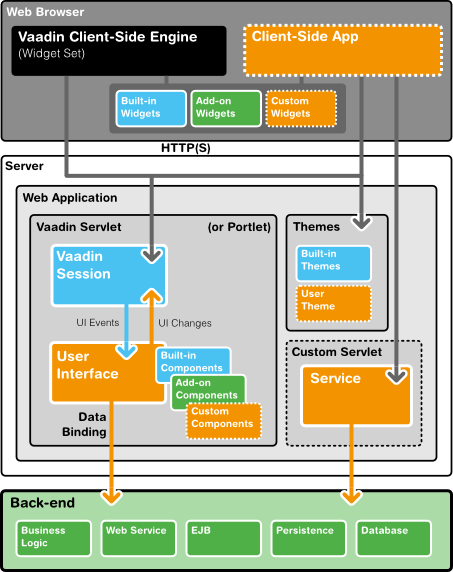 Web Browser
Vaadin Client-Side Engine
(Widget Set)
Client-Side App
Built-in
Widgets
Add-on
Widgets
Custom
Widgets
HTTP(S)
Server
Web Application
Vaadin Servlet
(or Portlet)
Vaadin
Session
UI Events
UI Changes
User
Interface
Built-in
Components
Add-on
Components
Custom
Components
Data
Binding
Themes
Built-in
Themes
User
Theme
Custom Servlet
Service
Back-end
Business
Logic
Web Service
EJB
Persistence
Database